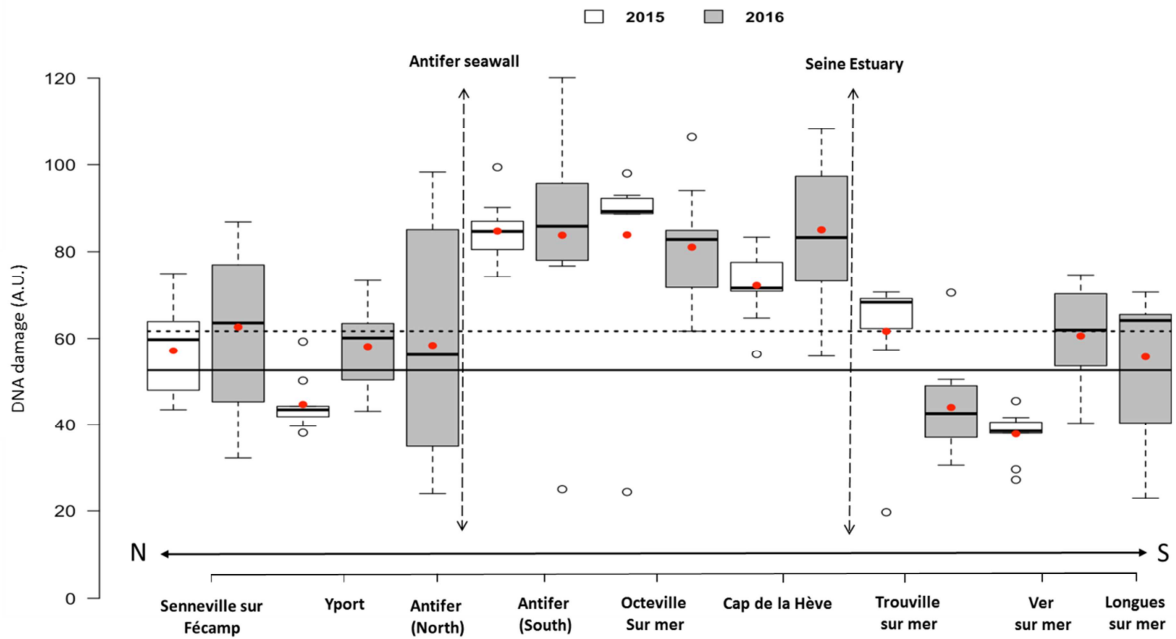 2015 2016
Antifer seawall
Seine Estuary
DNA damage (A.U.)
120
100
80
60
40
20
0
N S
Senneville sur
Fécamp
Yport
Antifer
(North)
Antifer
(South)
Octeville
Sur mer
Cap de la Hève
Trouville
sur mer
Ver
sur mer
Longues
sur mer